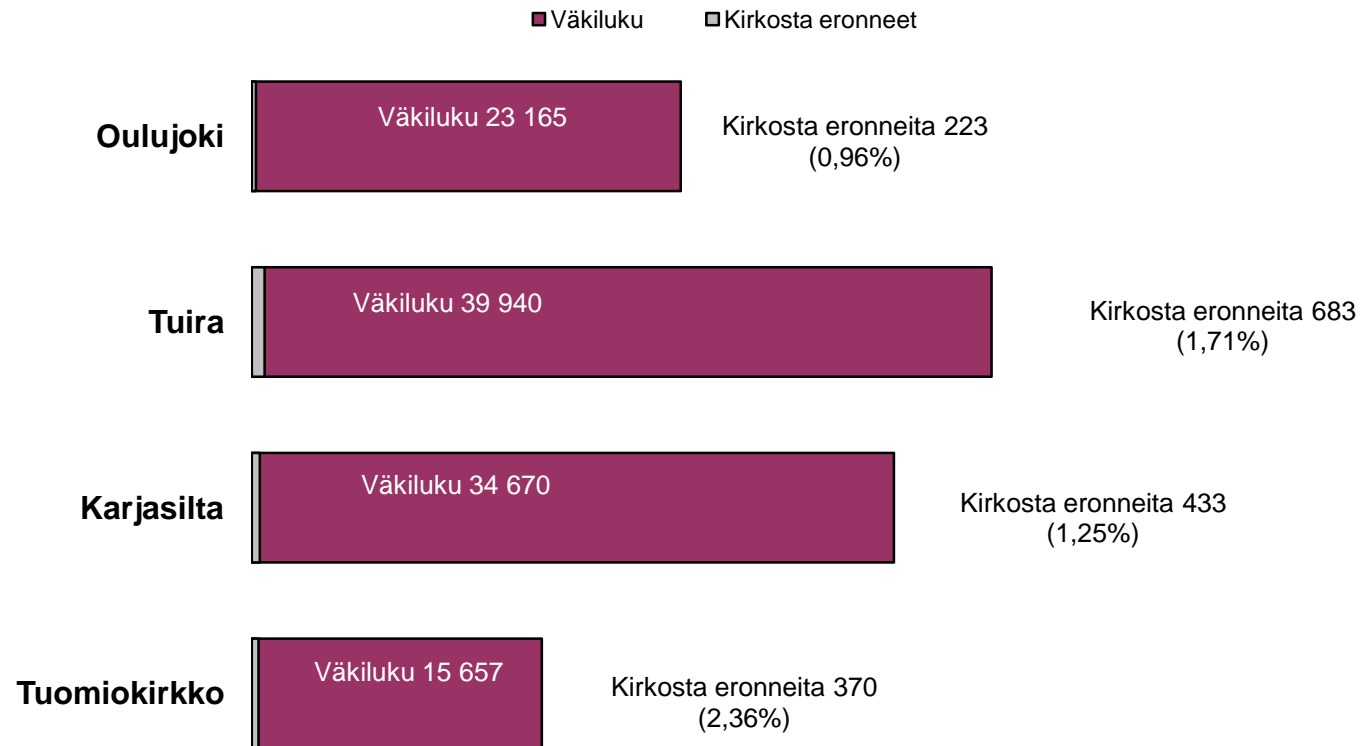 Väkiluku Kirkosta eronneet
Oulujoki
Väkiluku 23 165
Kirkosta eronneita 223
(0,96%)
Tuira
Väkiluku 39 940
Kirkosta eronneita 683
(1,71%)
Karjasilta
Väkiluku 34 670
Kirkosta eronneita 433
(1,25%)
Tuomiokirkko
Väkiluku 15 657
Kirkosta eronneita 370
(2,36%)